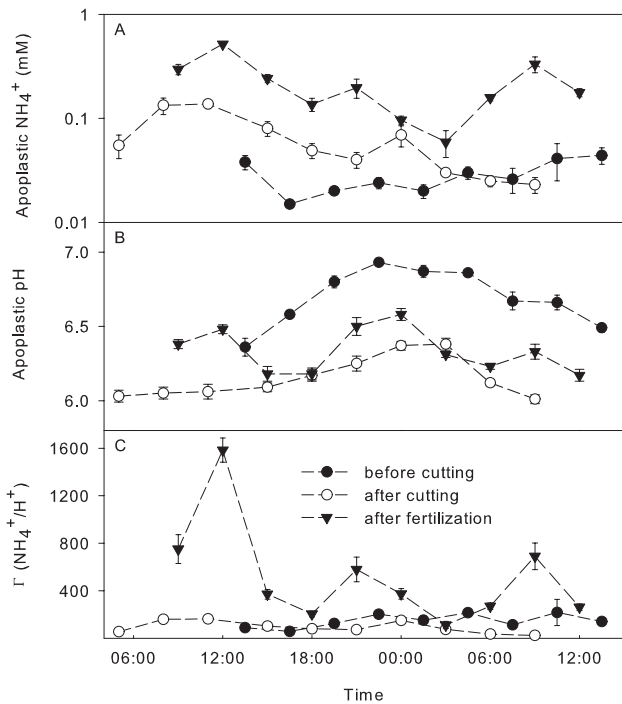 A
Apoplastic NH4+ (mM)
1
0.1
0.01
B
Apoplastic pH
7.0
6.5
6.0
C
Γ (NH4+/H+)
1600
1200
800
400
before cutting
after cutting
after fertilization
06:00 12:00 18:00 00:00 06:00 12:00
Time